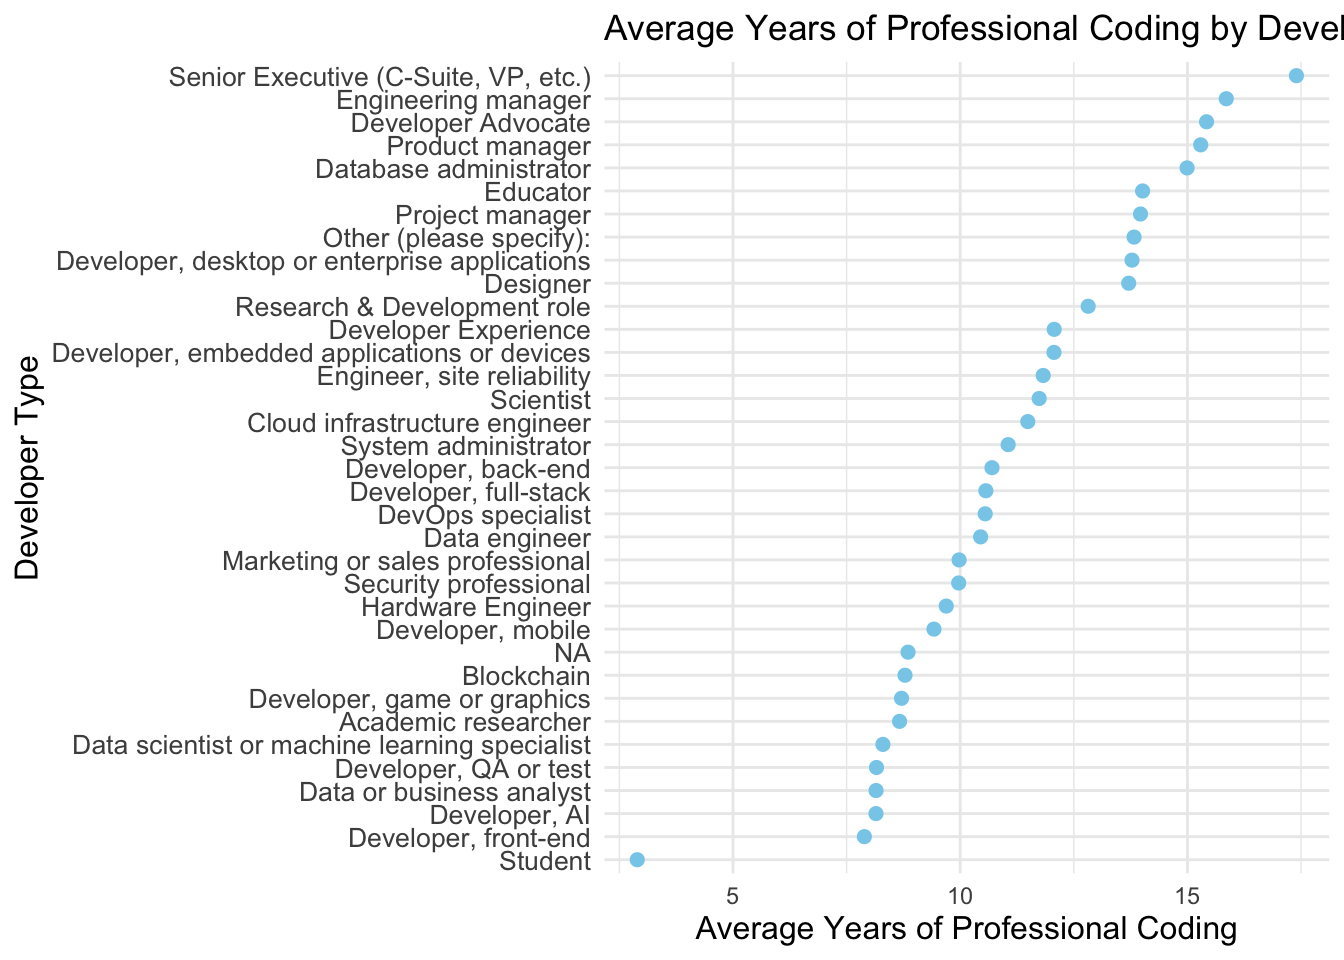 Average Years of Professional Coding by Devel
Senior Executive (C-Suite, VP, etc.)
Engineering manager
Developer Advocate
Product manager
Database administrator
Educator
Project manager
Other (please specify):
Developer, desktop or enterprise applications
Designer
Research & Development role
Developer Experience
Developer, embedded applications or devices
Engineer, site reliability
Scientist
Cloud infrastructure engineer
System administrator
Developer, back-end
Developer, full-stack
DevOps specialist
Data engineer
Marketing or sales professional
Security professional
Hardware Engineer
Developer, mobile
NA
Blockchain
Developer, game or graphics
Academic researcher
Data scientist or machine learning specialist
Developer, QA or test
Data or business analyst
Developer, AI
Developer, front-end
Student
Developer Type
5 10 15
Average Years of Professional Coding